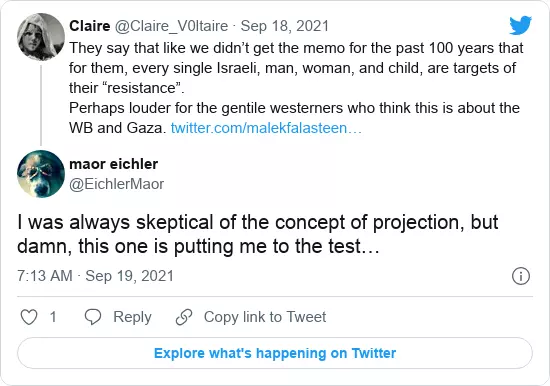 Claire @Claire_V0ltaire · Sep 18, 2021
They say that like we didn’t get the memo for the past 100 years that
for them, every single Israeli, man, woman, and child, are targets of
their “resistance”.
Perhaps louder for the gentile westerners who think this is about the
WB and Gaza. twitter.com/malekfalasteen…
maor eichler
@EichlerMaor
I was always skeptical of the concept of projection, but
damn, this one is putting me to the test…
7:13 AM · Sep 19, 2021
1 Reply Copy link to Tweet
Explore what's happening on Twitter